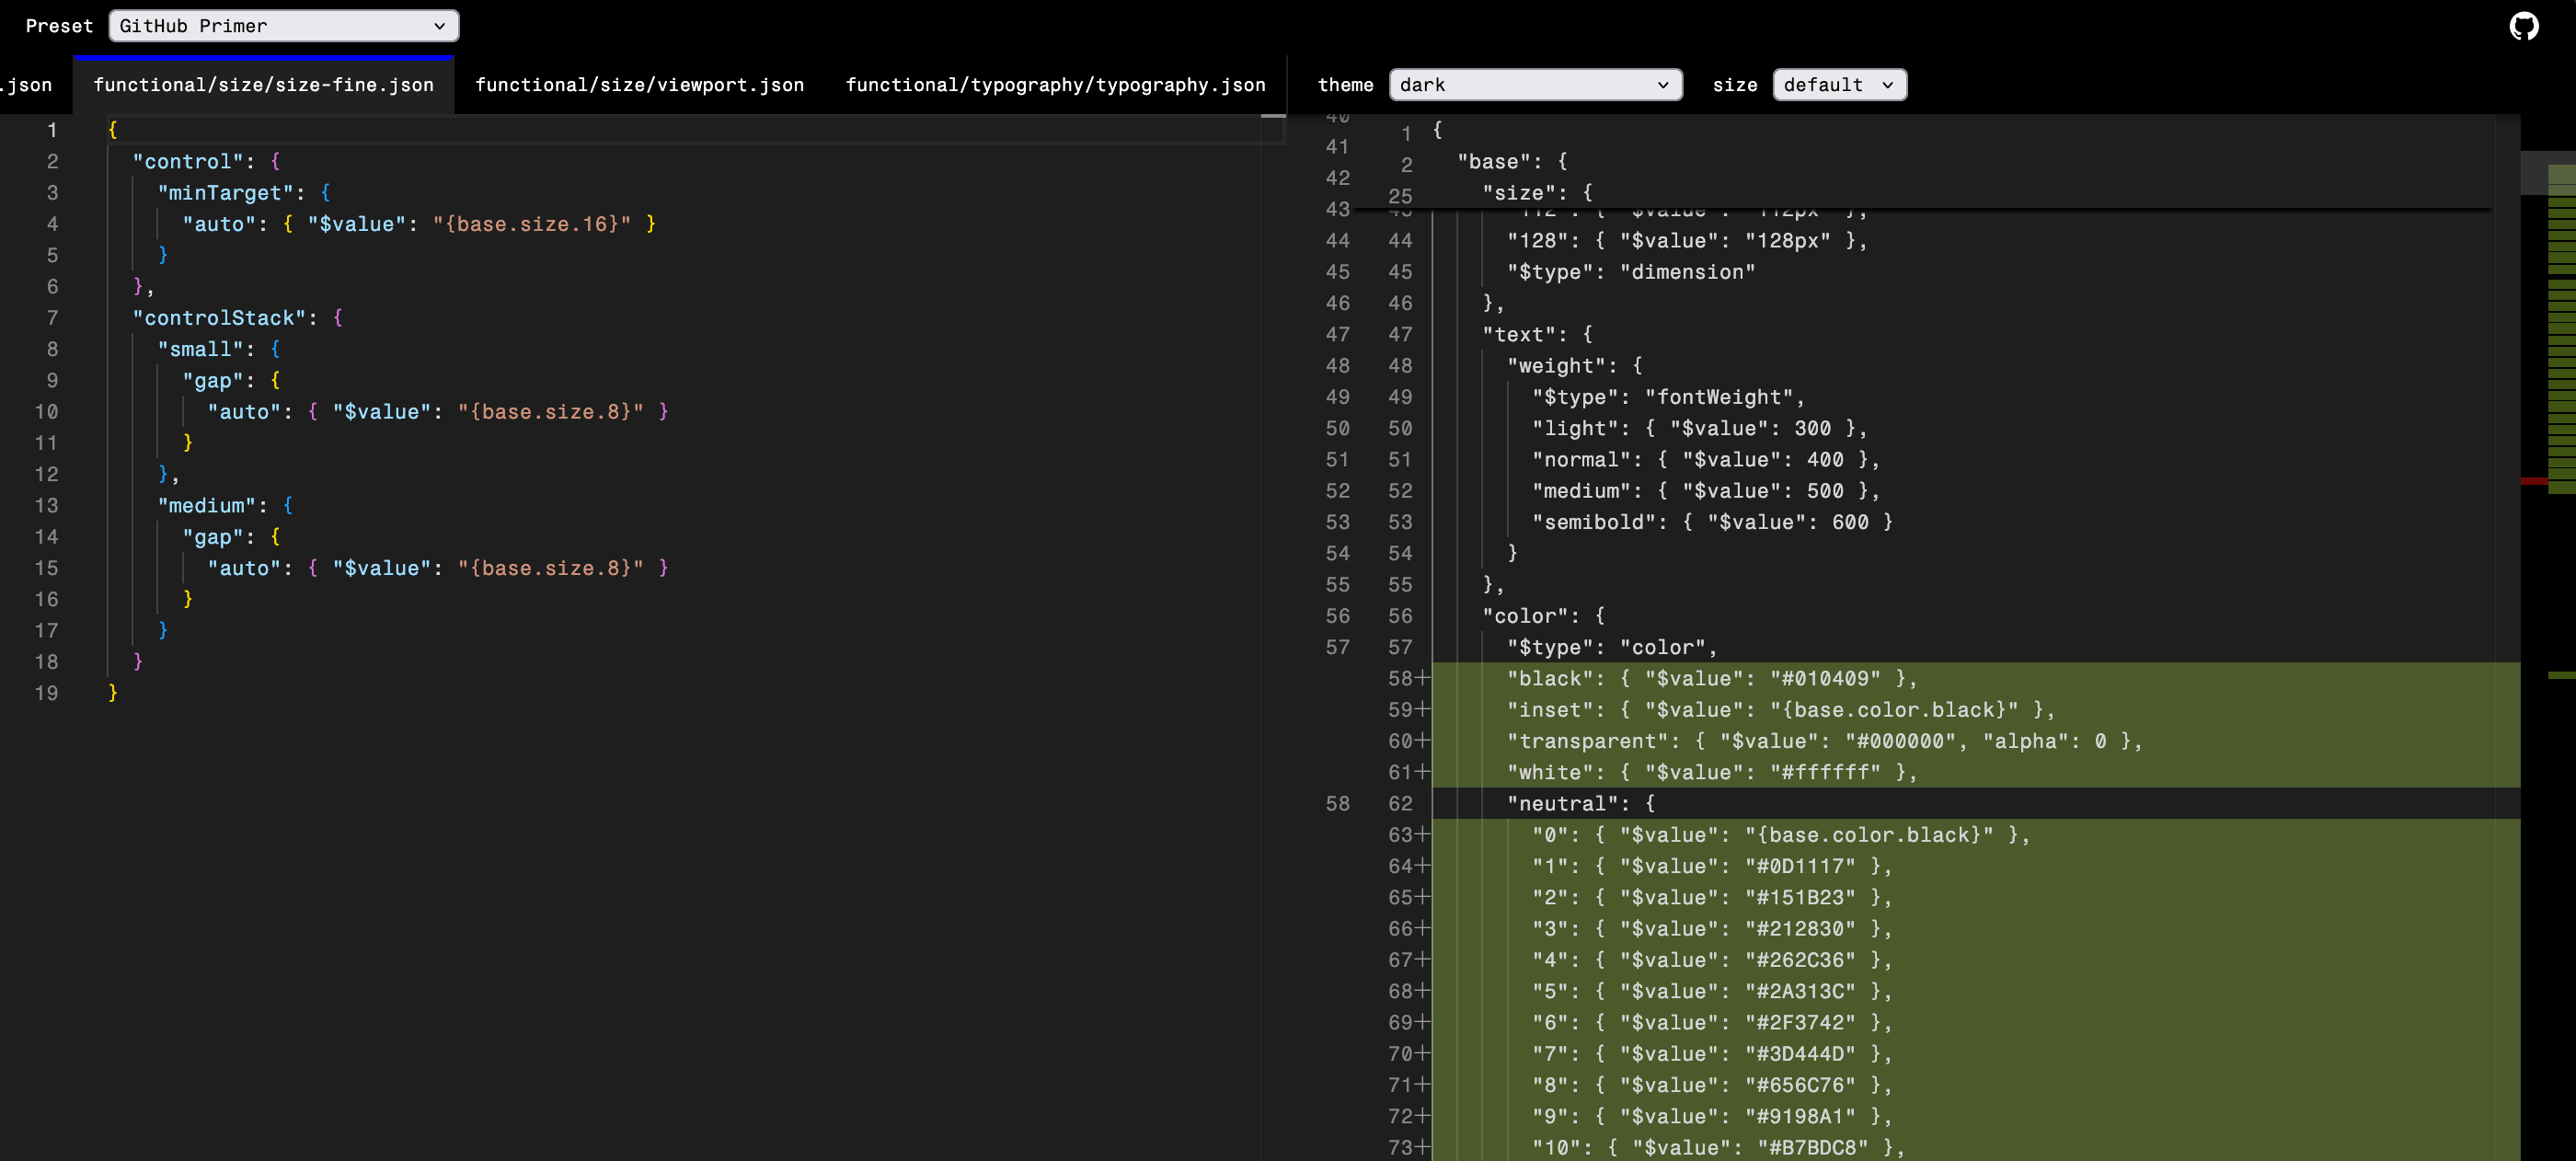 Preset GitHub Primer
.json functional/size/size-fine.json functional/size/viewport.json functional/typography/typography.json
1 {
2 "control": {
3 "minTarget": {
4 "auto": { "$value": "{base.size.16}" }
5 }
6 },
7 "controlStack": {
8 "small": {
9 "gap": {
10 "auto": { "$value": "{base.size.8}" }
11 }
12 },
13 "medium": {
14 "gap": {
15 "auto": { "$value": "{base.size.8}" }
16 }
17 }
18 }
19 }
theme dark size default
40
41 1 {
42 2 "base": {
25 "size": {
43 43 "112": { "$value": "112px" },
44 44 "128": { "$value": "128px" },
45 45 "$type": "dimension"
46 46 },
47 47 "text": {
48 48 "weight": {
49 49 "$type": "fontWeight",
50 50 "light": { "$value": 300 },
51 51 "normal": { "$value": 400 },
52 52 "medium": { "$value": 500 },
53 53 "semibold": { "$value": 600 }
54 54 }
55 55 },
56 56 "color": {
57 57 "$type": "color",
58+ "black": { "$value": "#010409" },
59+ "inset": { "$value": "{base.color.black}" },
60+ "transparent": { "$value": "#000000", "alpha": 0 },
61+ "white": { "$value": "#ffffff" },
58 62 "neutral": {
63+ "0": { "$value": "{base.color.black}" },
64+ "1": { "$value": "#0D1117" },
65+ "2": { "$value": "#151B23" },
66+ "3": { "$value": "#212830" },
67+ "4": { "$value": "#262C36" },
68+ "5": { "$value": "#2A313C" },
69+ "6": { "$value": "#2F3742" },
70+ "7": { "$value": "#3D444D" },
71+ "8": { "$value": "#656C76" },
72+ "9": { "$value": "#9198A1" },
73+ "10": { "$value": "#B7BDC8" },